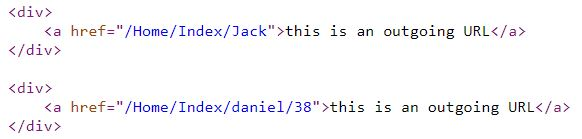 <div>
    <a href="/Home/Index/Jack">this is an outgoing URL</a>
</div>
<div>
    <a href="/Home/Index/daniel/38">this is an outgoing URL</a>
</div>